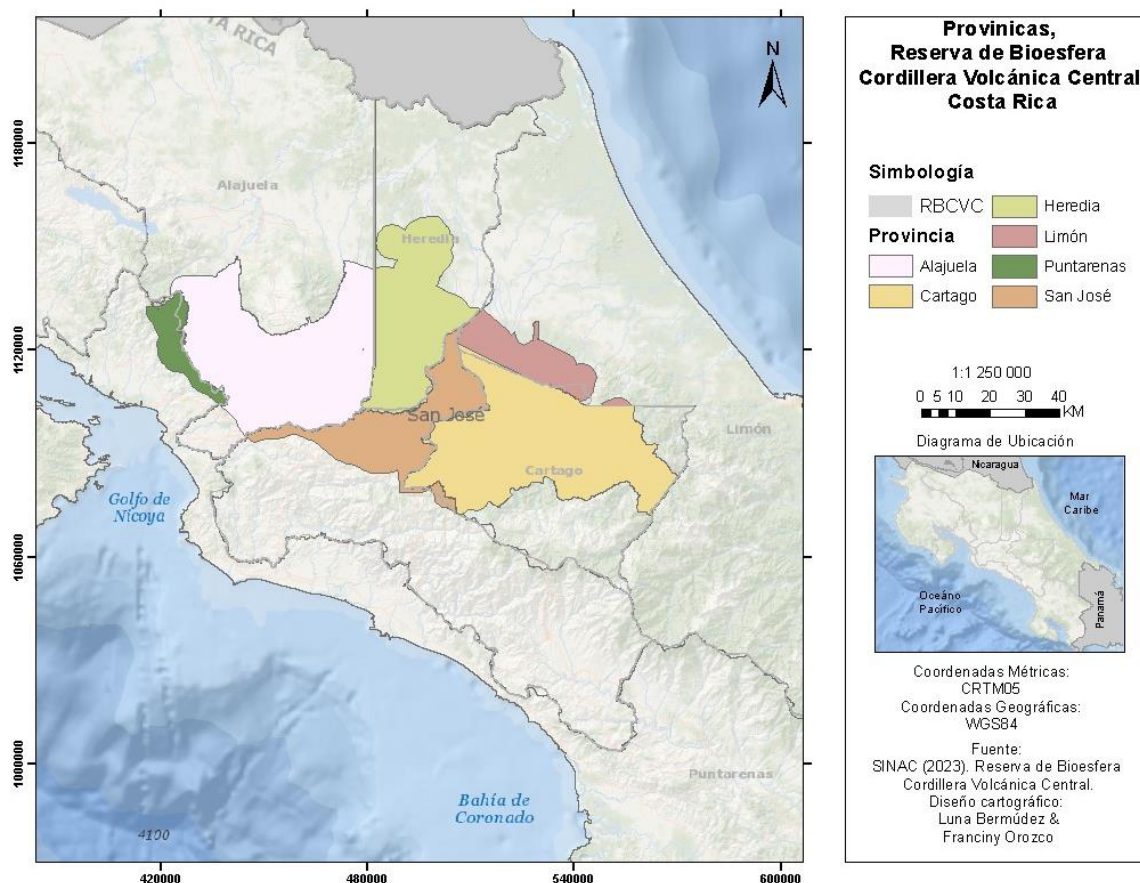 TA RICA
N
Alajuela
Heredia
San José
Limón
Cartago
Golfo de
Nicoya
Puntarenas
Bahía de
Coronado
4100
1180000
1120000
1060000
1000000
420000
480000
540000
600000
Provinicas,
Reserva de Bioesfera
Cordillera Volcánica Central
Costa Rica
Simbología
RBCVC
Heredia
Provincia
Limón
Alajuela
Puntarenas
Cartago
San José
1:1 250 000
0 5 10 20 30 40
KM
Diagrama de Ubicación
Nicaragua
Mar
Caribe
Oceáno
Pacífico
Panamá
Coordenadas Métricas:
CRTM05
Coordenadas Geográficas:
WGS84
Fuente:
SINAC (2023). Reserva de Bioesfera
Cordillera Volcánica Central.
Diseño cartográfico:
Luna Bermúdez &
Franciny Orozco